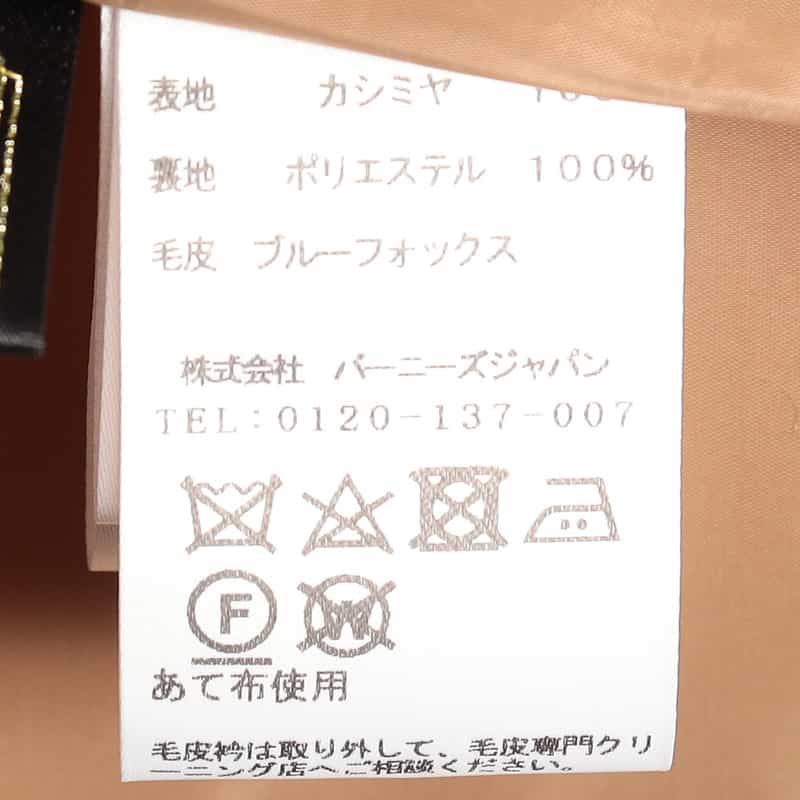 表地　カシミヤ　100
裏地　ポリエステル　１００％
毛皮　ブルーフォックス
株式会社　バーニーズジャパン
TEL:0120-137-007
F
W
あて布使用
毛皮衿は取り外して、毛皮専門クリ
ーニング店へご相談ください。